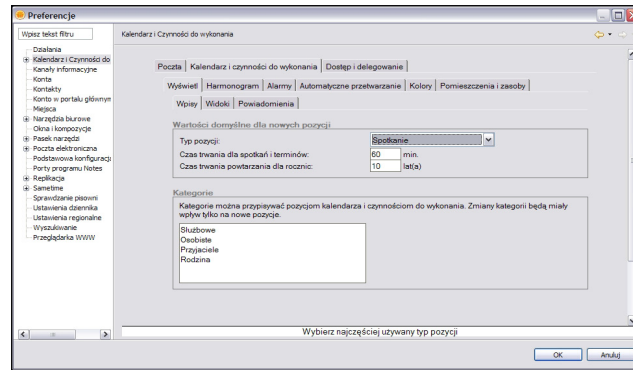 Preferencje
Wpisz tekst filtru
Kalendarz i Czynności do wykonania
Działania
Kalendarz i Czynności do
Kanały informacyjne
Konta
Kontakty
Konto w portalu głównym
Miejsca
Narzędzia biurowe
Okna i kompozycje
Pasek narzędzi
Poczta elektroniczna
Podstawowa konfiguracja
Porty programu Notes
Replikacja
Sametime
Sprawdzanie pisowni
Ustawienia dziennika
Ustawienia regionalne
Wyszukiwanie
Przeglądarka WWW
Poczta Kalendarz i czynności do wykonania Dostęp i delegowanie
Wyświetl Harmonogram Alarmy Automatyczne przetwarzanie Kolory Pomieszczenia i zasoby
Wpisy Widoki Powiadomienia
Wartości domyślne dla nowych pozycji
Typ pozycji: Spotkanie
Czas trwania dla spotkań i terminów: 60 min.
Czas trwania powtarzania dla rocznic: 10 lat(a)
Kategorie
Kategorie można przypisywać pozycjom kalendarza i czynnościom do wykonania. Zmiany kategorii będą miały
wpływ tylko na nowe pozycje.
Służbowe
Osobiste
Przyjaciele
Rodzina
Wybierz najczęściej używany typ pozycji
OK Anuluj